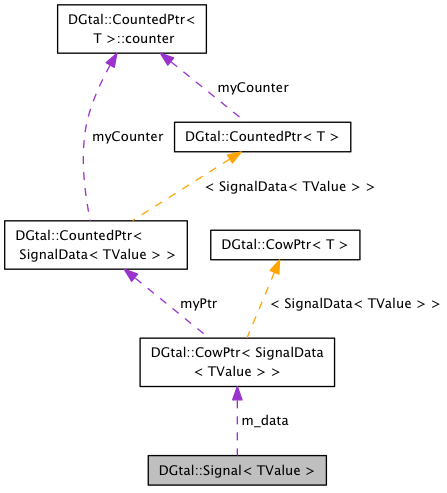 DGtal::CountedPtr<
T >::counter
myCounter
myCounter
DGtal::CountedPtr< T >
< SignalData< TValue > >
DGtal::CountedPtr<
SignalData< TValue > >
DGtal::CowPtr< T >
myPtr
< SignalData< TValue > >
DGtal::CowPtr< SignalData
< TValue > >
m_data
DGtal::Signal< TValue >